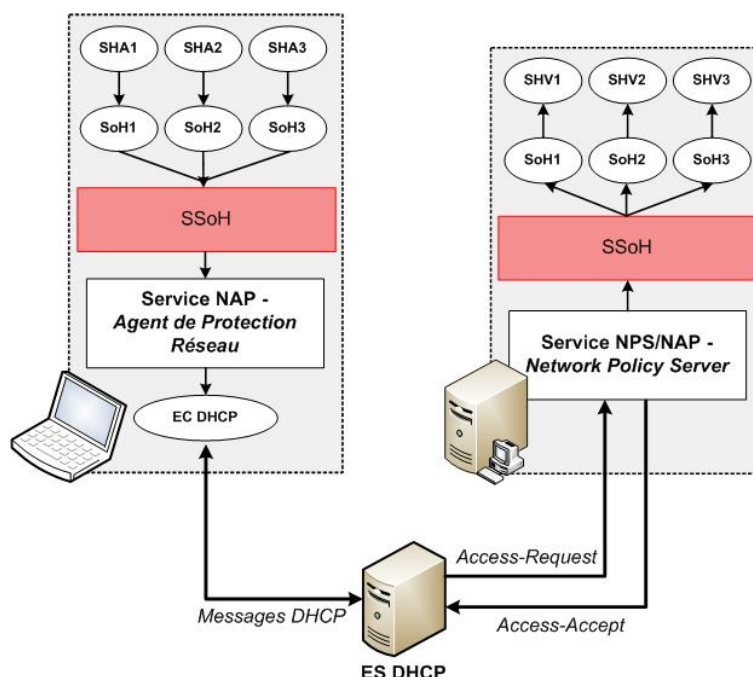 SHA1 SHA2 SHA3
SoH1 SoH2 SoH3
SSoH
Service NAP -
Agent de Protection
Réseau
EC DHCP
SHV1 SHV2 SHV3
SoH1 SoH2 SoH3
SSoH
Service NPS/NAP -
Network Policy Server
Access-Request
Messages DHCP
Access-Accept
ES DHCP